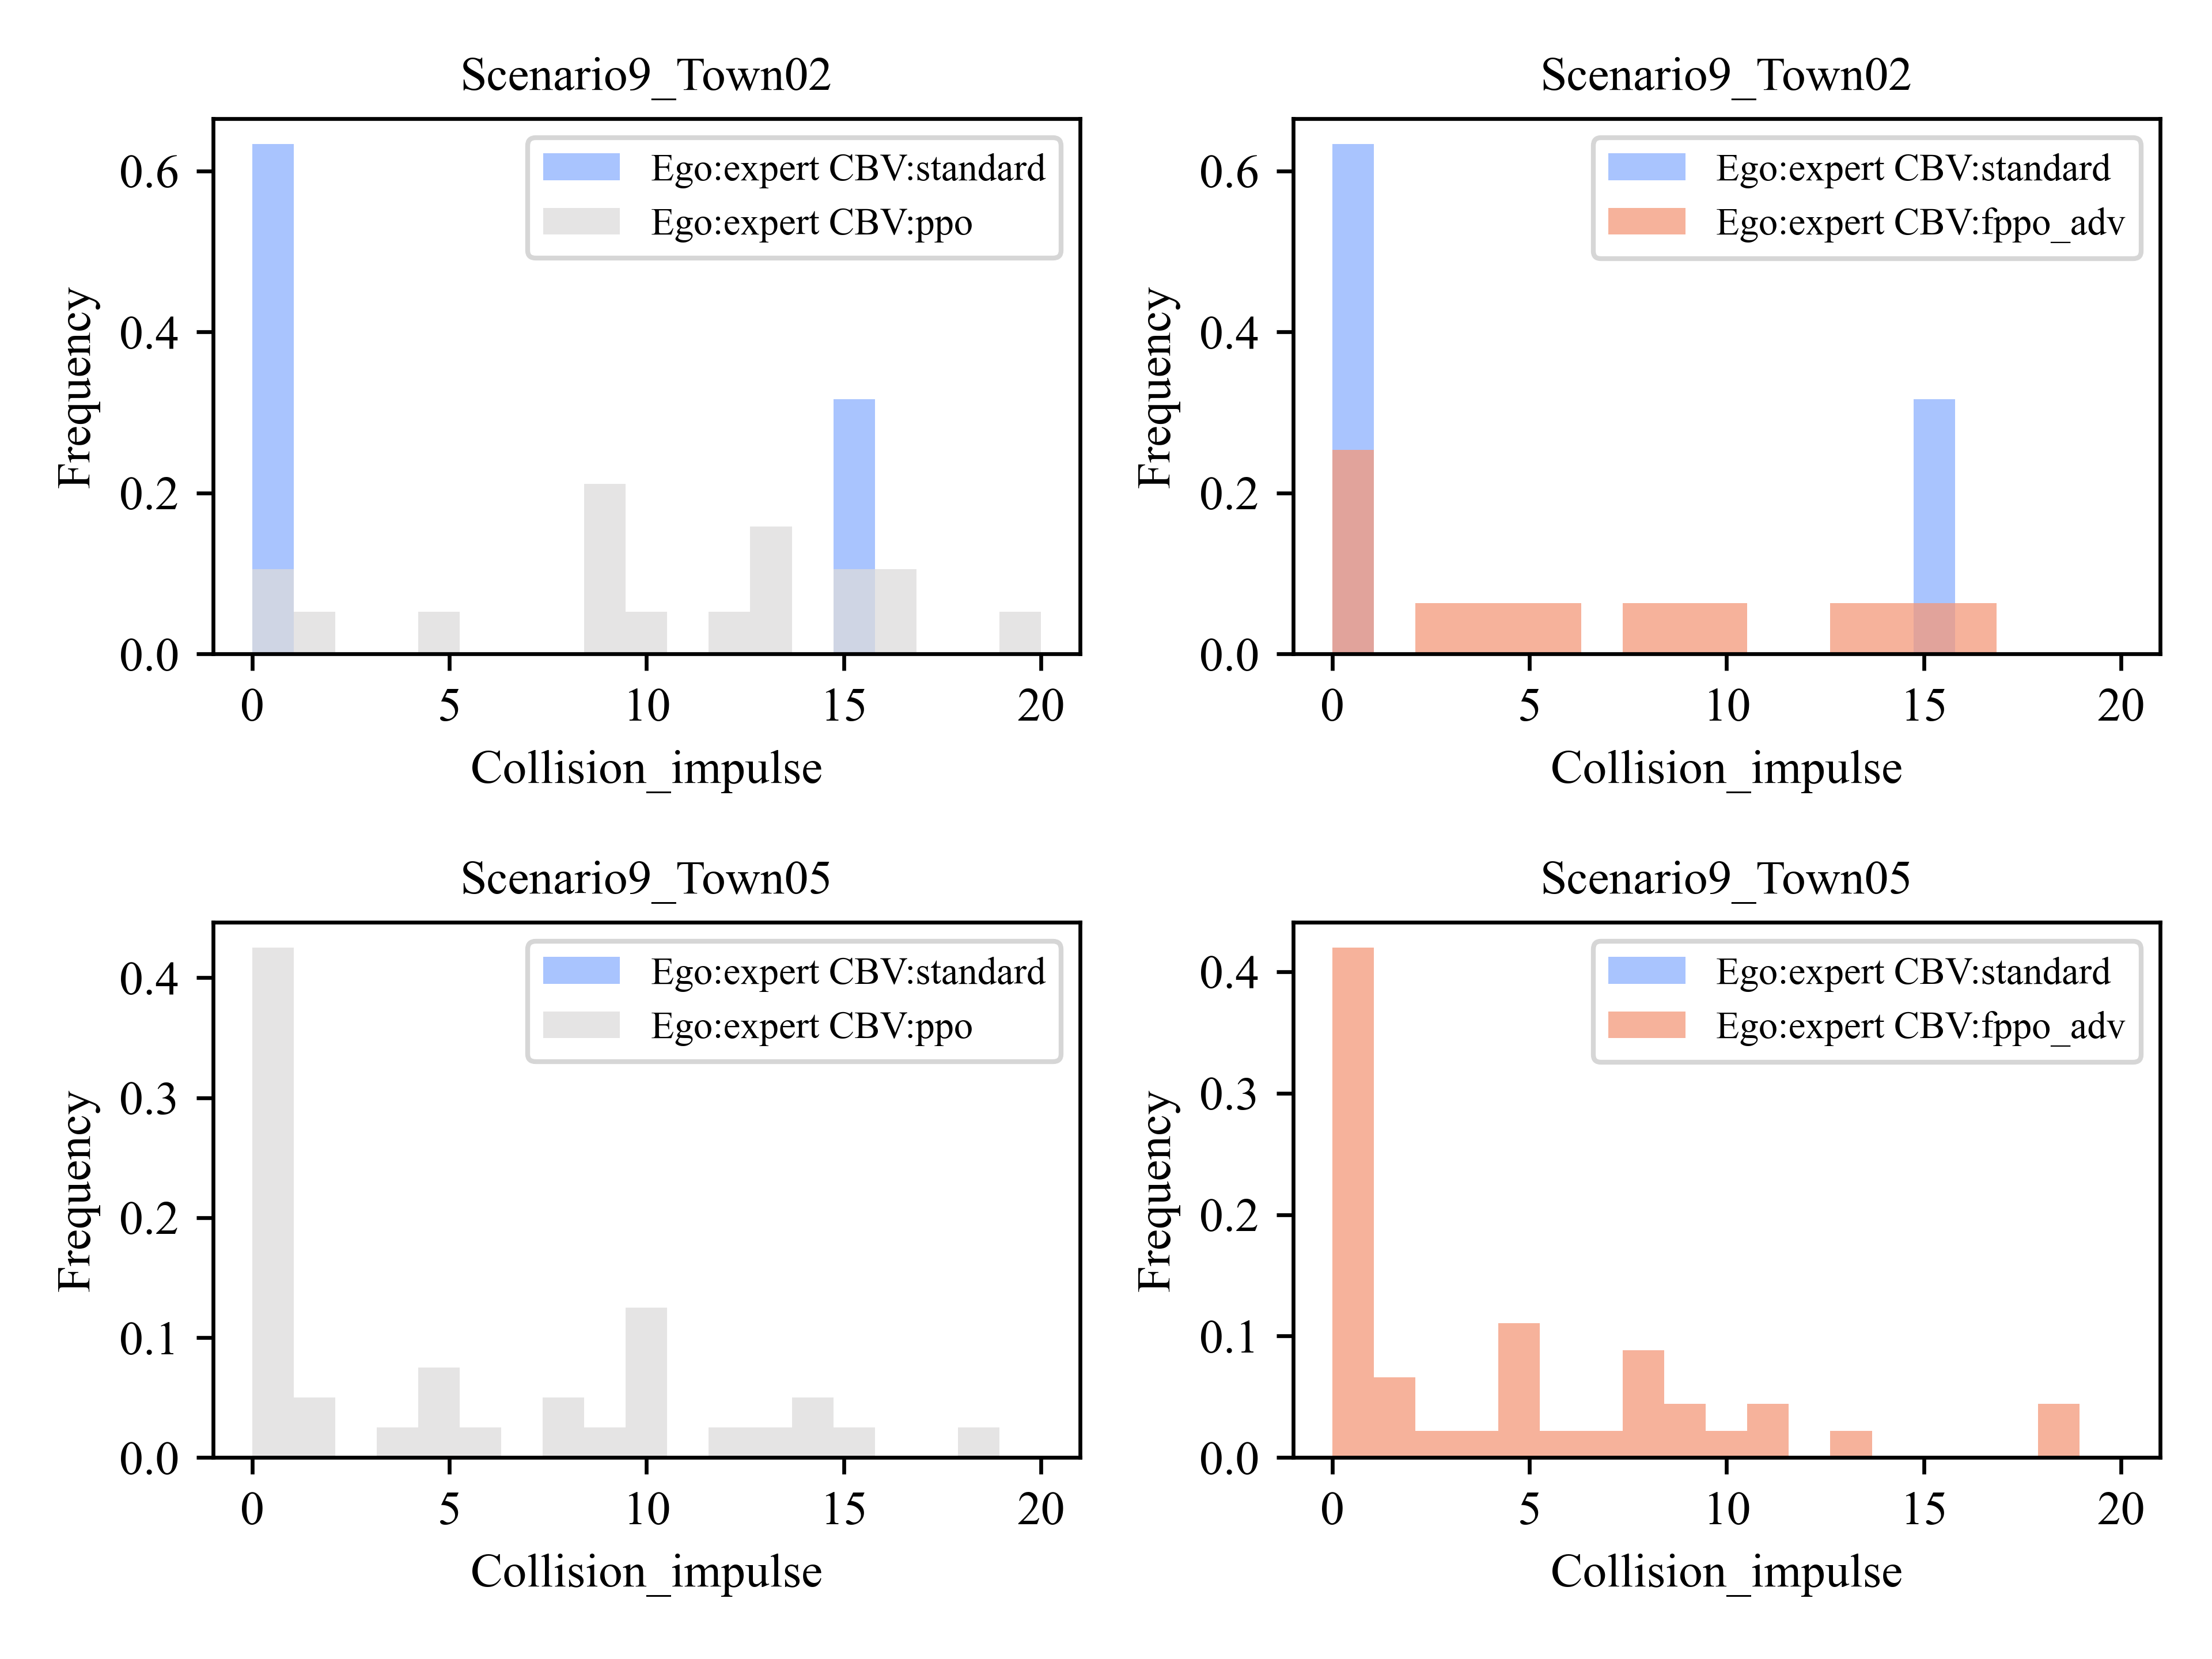 Scenario9_Town02
Ego:expert CBV:standard
Ego:expert CBV:ppo
Frequency
0.6
0.4
0.2
0.0
0 5 10 15 20
Collision_impulse
Scenario9_Town02
Ego:expert CBV:standard
Ego:expert CBV:fppo_adv
Frequency
0.6
0.4
0.2
0.0
0 5 10 15 20
Collision_impulse
Scenario9_Town05
Ego:expert CBV:standard
Ego:expert CBV:ppo
Frequency
0.4
0.3
0.2
0.1
0.0
0 5 10 15 20
Collision_impulse
Scenario9_Town05
Ego:expert CBV:standard
Ego:expert CBV:fppo_adv
Frequency
0.4
0.3
0.2
0.1
0.0
0 5 10 15 20
Collision_impulse